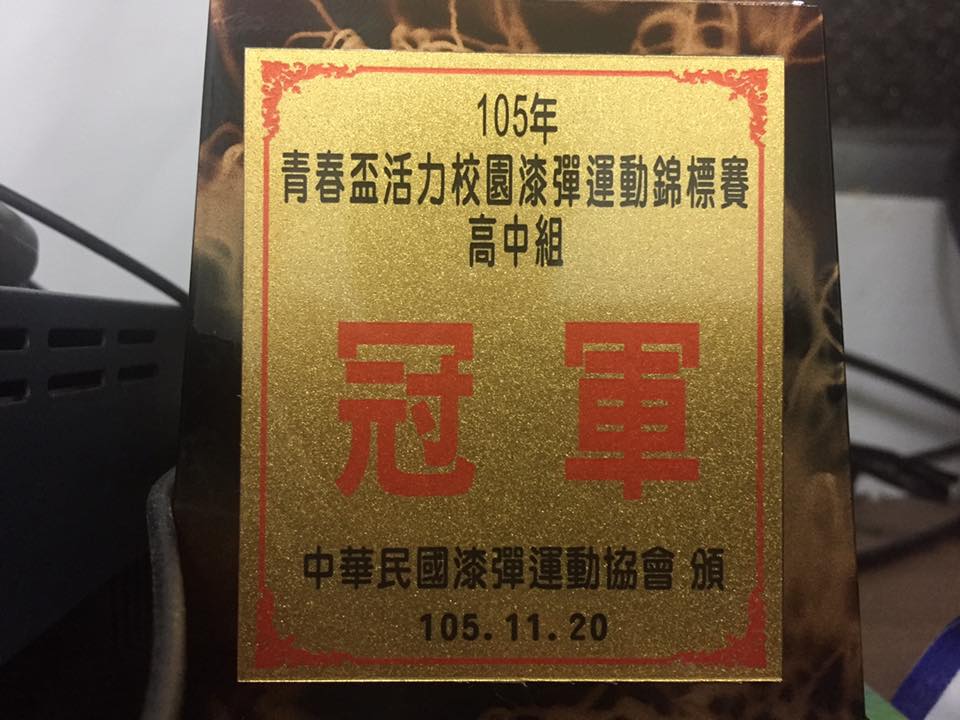 105年
青春盃活力校園漆彈運動錦標賽
高中組
冠軍
中華民國漆彈運動協會 頒
105.11.20